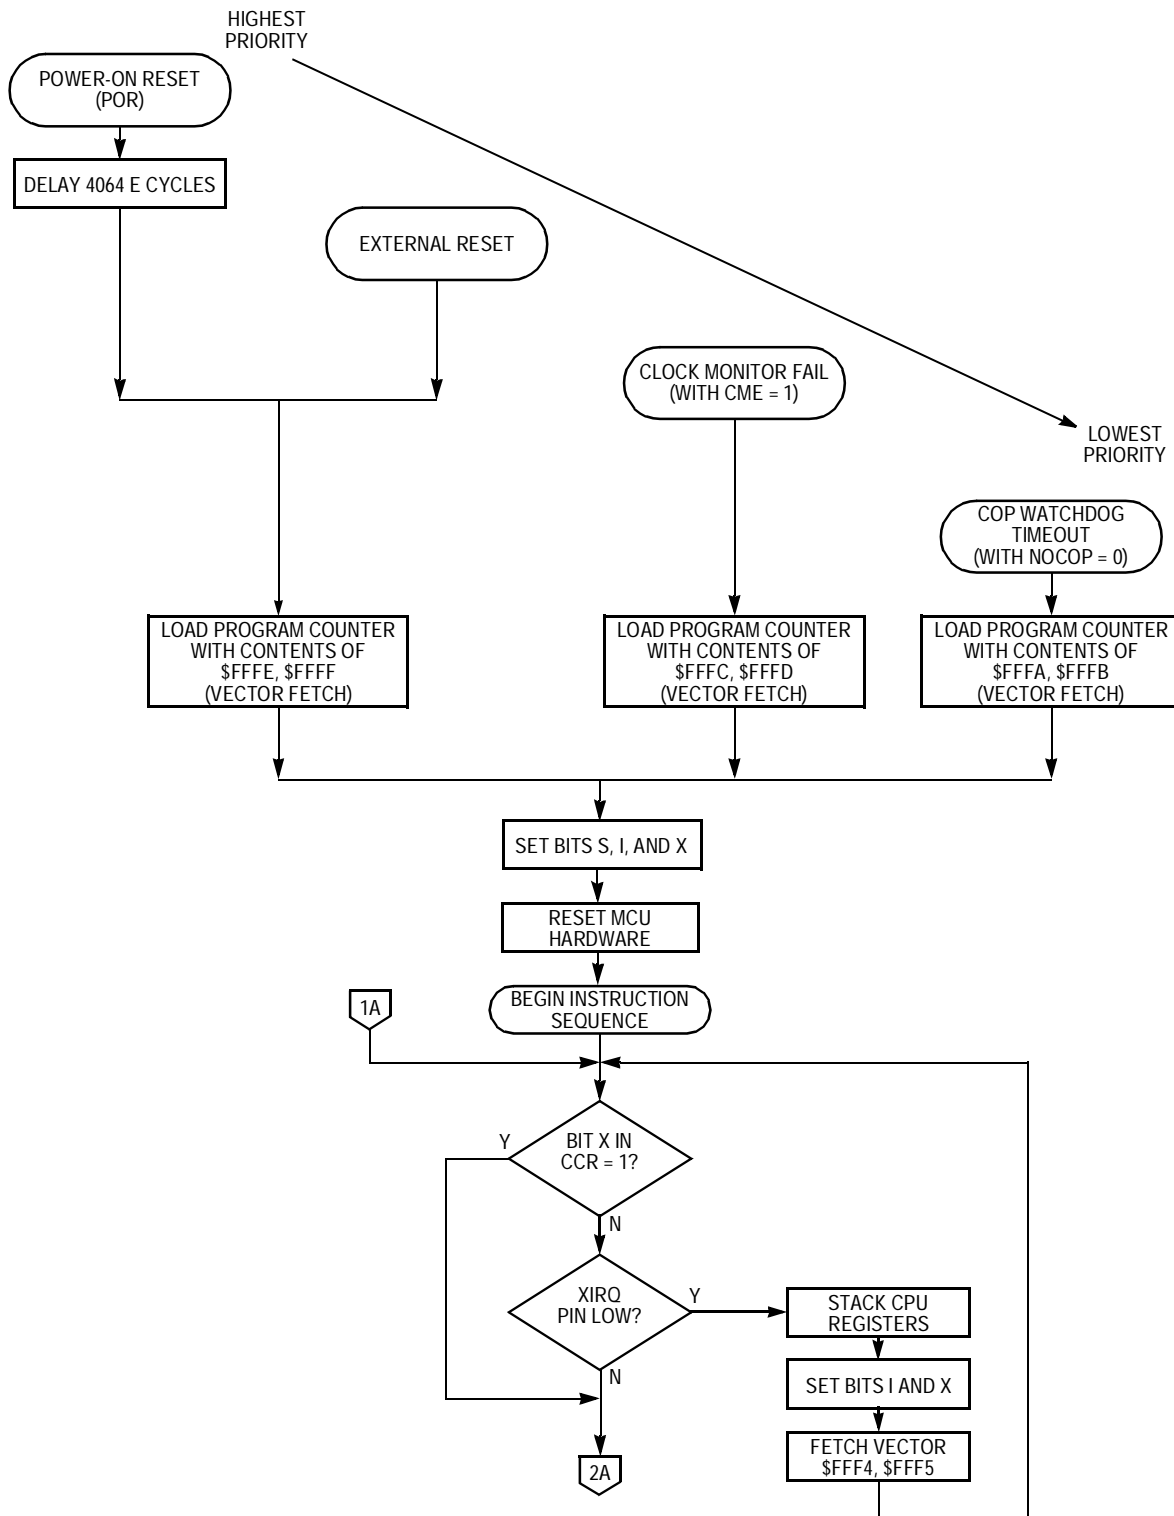 HIGHEST
PRIORITY
POWER-ON RESET
(POR)
DELAY 4064 E CYCLES
EXTERNAL RESET
CLOCK MONITOR FAIL
(WITH CME = 1)
LOWEST
PRIORITY
COP WATCHDOG
TIMEOUT
(WITH NOCOP = 0)
LOAD PROGRAM COUNTER
WITH CONTENTS OF
$FFFE, $FFFF
(VECTOR FETCH)
LOAD PROGRAM COUNTER
WITH CONTENTS OF
$FFFC, $FFFD
(VECTOR FETCH)
LOAD PROGRAM COUNTER
WITH CONTENTS OF
$FFFA, $FFFB
(VECTOR FETCH)
SET BITS S, I, AND X
RESET MCU
HARDWARE
BEGIN INSTRUCTION
SEQUENCE
1A
BIT X IN
CCR = 1?
Y
N
XIRQ
PIN LOW?
Y
N
STACK CPU
REGISTERS
SET BITS I AND X
FETCH VECTOR
$FFF4, $FFF5
2A